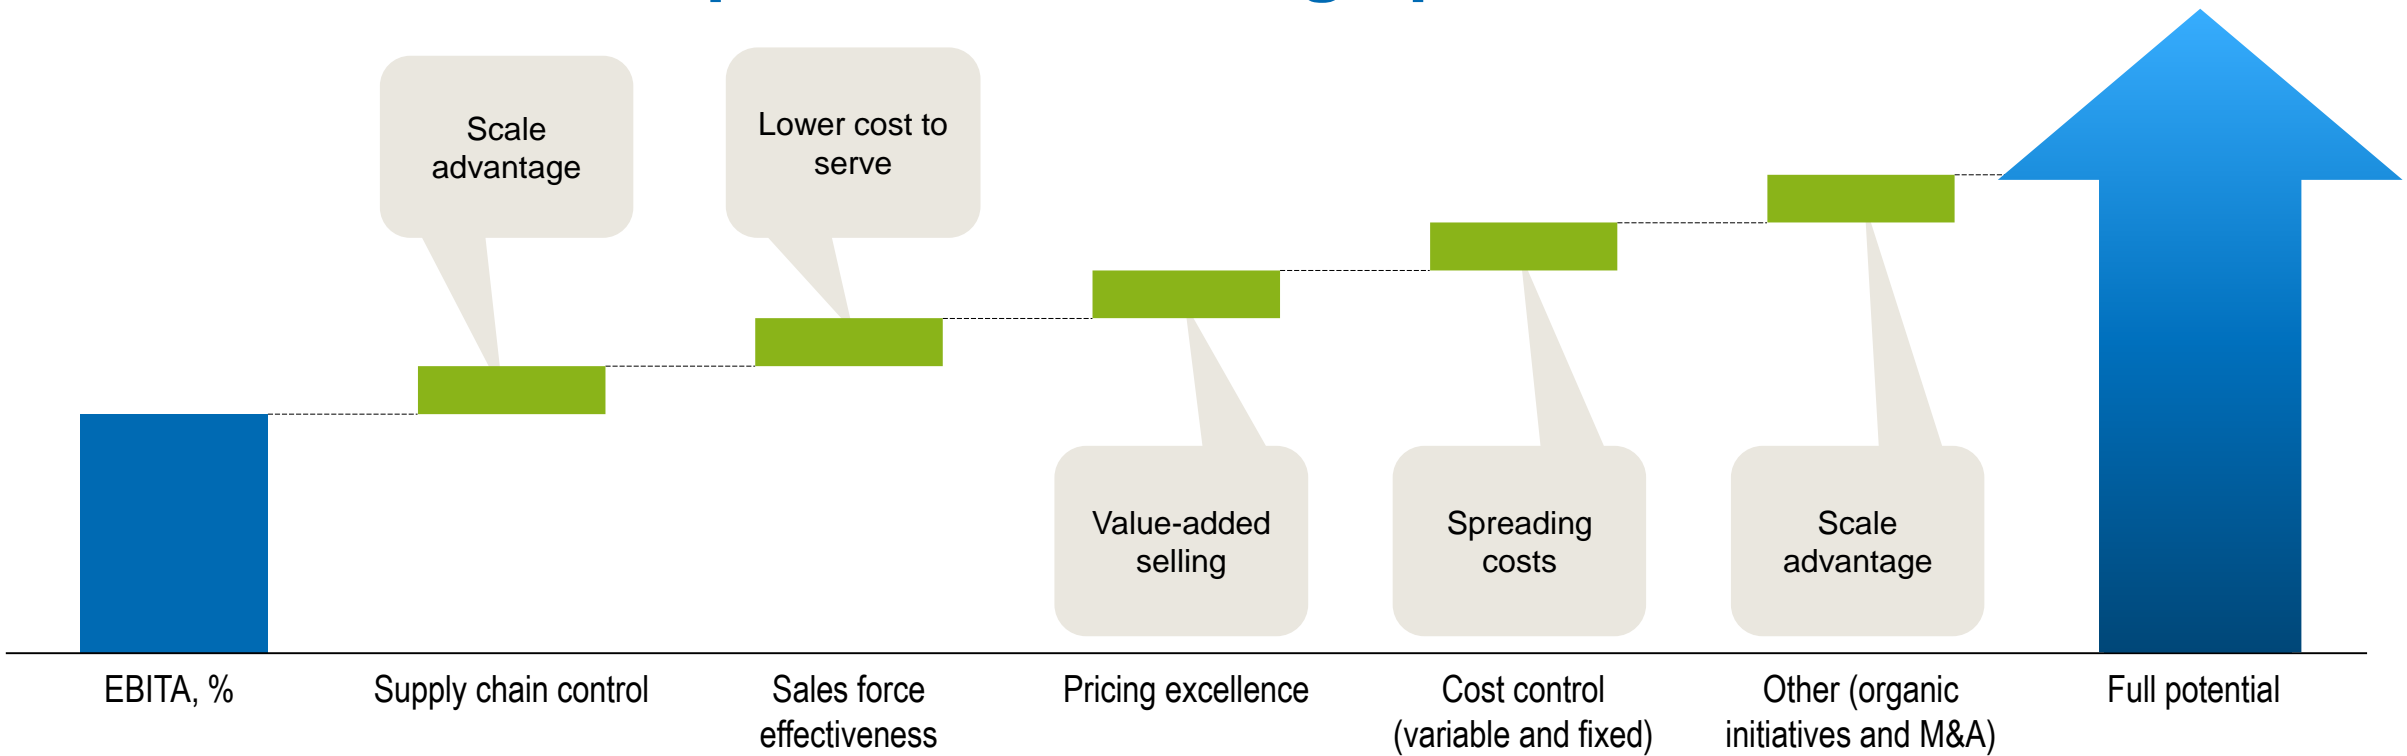 Scale
advantage
Lower cost to
serve
Value-added
selling
Spreading
costs
Scale
advantage
EBITA, %
Supply chain control
Sales force
effectiveness
Pricing excellence
Cost control
(variable and fixed)
Other (organic
initiatives and M&A)
Full potential